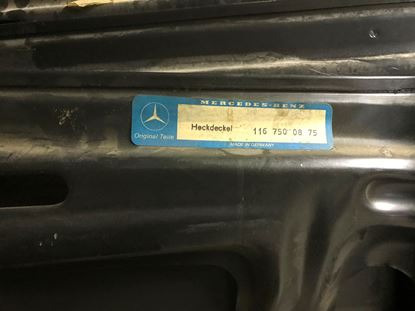 MERCEDES-BENZ
Heckdeckel 116 750 08 75
Original Teile
MADE IN GERMANY